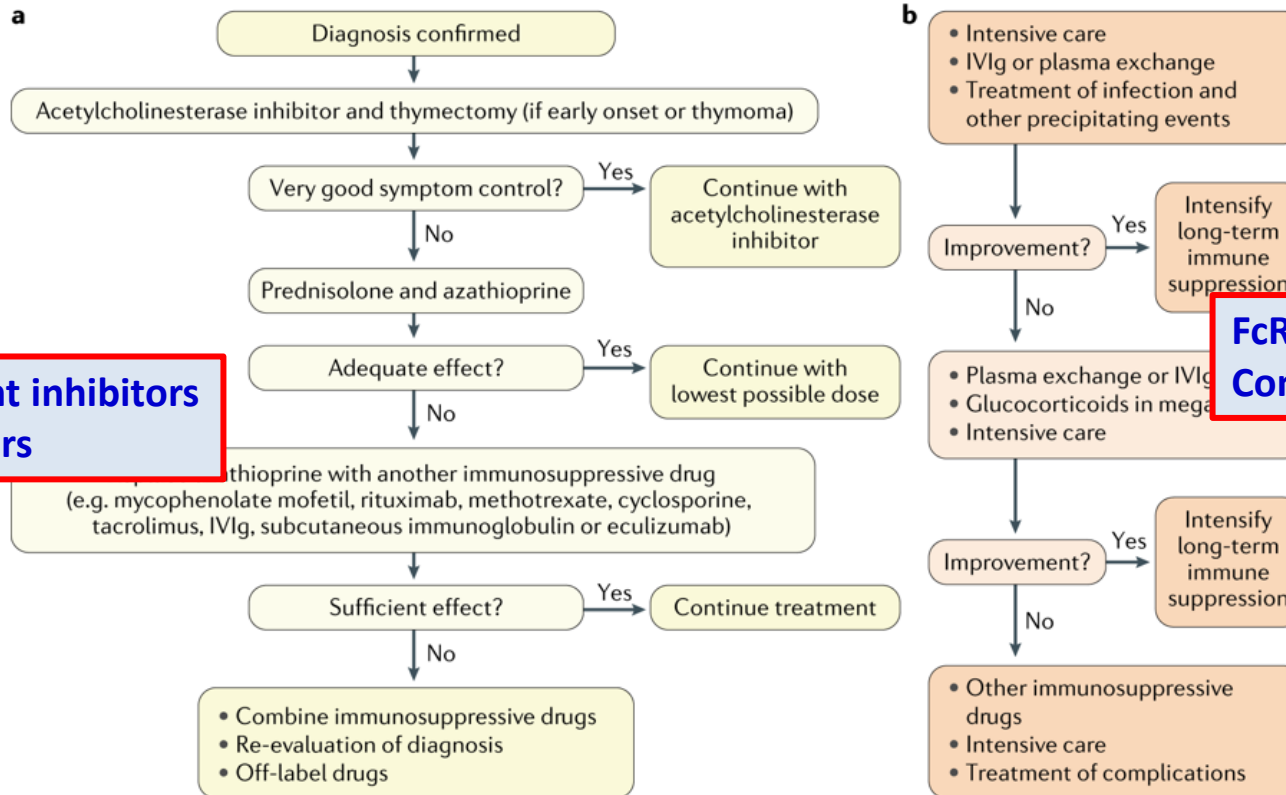 a
Diagnosis confirmed
Acetylcholinesterase inhibitor and thymectomy (if early onset or thymoma)
Very good symptom control?
Yes
Continue with
acetylcholinesterase
inhibitor
No
Prednisolone and azathioprine
Adequate effect?
Yes
Continue with
lowest possible dose
No
inhibitors
with another immunosuppressive drug
(e.g. mycophenolate mofetil, rituximab, methotrexate, cyclosporine,
tacrolimus, IVIg, subcutaneous immunoglobulin or eculizumab)
Sufficient effect?
Yes
Continue treatment
No
• Combine immunosuppressive drugs
• Re-evaluation of diagnosis
• Off-label drugs
b
• Intensive care
• IVIg or plasma exchange
• Treatment of infection and
other precipitating events
Improvement?
Yes
Intensify
long-term
immune
suppression
No
• Plasma exchange or IVIg
• Glucocorticoids in
• Intensive care
Improvement?
Yes
Intensify
long-term
immune
suppression
No
• Other immunosuppressive
drugs
• Intensive care
• Treatment of complications